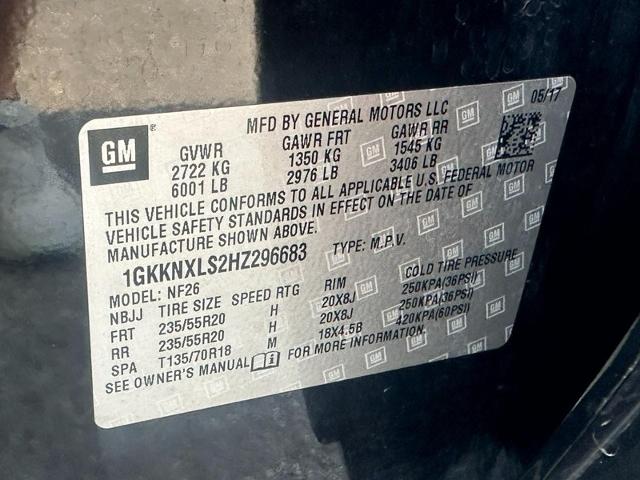 GM ®
MFD BY GENERAL MOTORS LLC 05/17
GVWR GAWR FRT GAWR RR
2722 KG 1350 KG 1545 KG
6001 LB 2976 LB 3406 LB
THIS VEHICLE CONFORMS TO ALL APPLICABLE U.S. FEDERAL MOTOR
VEHICLE SAFETY STANDARDS IN EFFECT ON THE DATE OF
MANUFACTURE SHOWN ABOVE.
1GKKNXLS2HZ296683 TYPE: M.P.V.
MODEL: NF26
NBJJ TIRE SIZE SPEED RTG RIM COLD TIRE PRESSURE
FRT 235/55R20 H 20X8J 250KPA(36PSI)
RR 235/55R20 H 20X8J 250KPA(36PSI)
SPA T135/70R18 M 18X4.5B 420KPA(60PSI)
SEE OWNER'S MANUAL i FOR MORE INFORMATION.